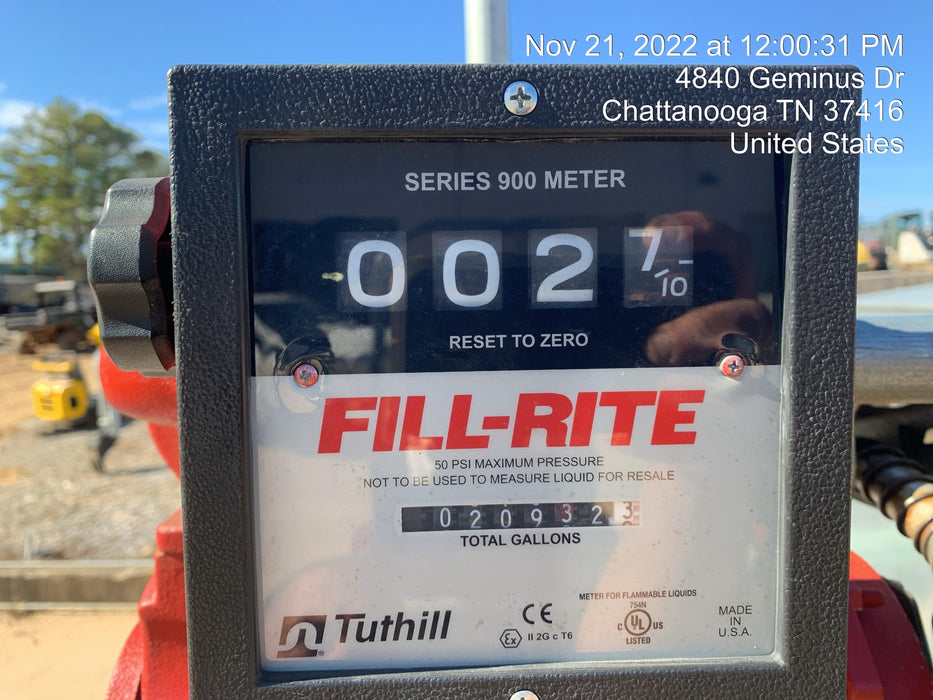 Nov 21, 2022 at 12:00:31 PM
4840 Geminus Dr
Chattanooga TN 37416
United States
SERIES 900 METER
0 0 2 7/10
RESET TO ZERO
FILL-RITE
50 PSI MAXIMUM PRESSURE
NOT TO BE USED TO MEASURE LIQUID FOR RESALE
0 2 0 9 3 2 3
TOTAL GALLONS
METER FOR FLAMMABLE LIQUIDS
754N
Tuthill
CE
Ex II 2G c T6
C UL US
LISTED
MADE
IN
U.S.A.